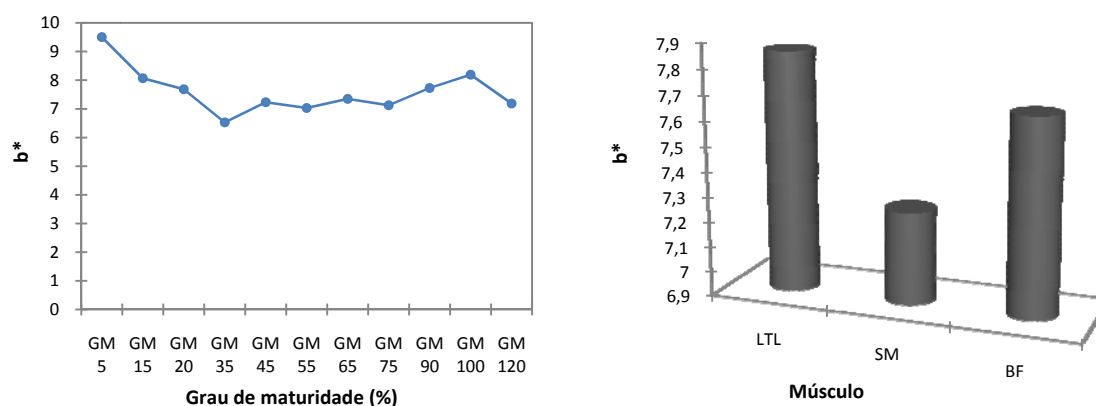 10
9
8
7
6
5
4
3
2
1
0
b*
GM GM GM GM GM GM GM GM GM GM GM
5 15 20 35 45 55 65 75 90 100 120
Grau de maturidade (%)
7,9
7,8
7,7
7,6
7,5
7,4
7,3
7,2
7,1
7
6,9
b*
LTL
SM
BF
Músculo